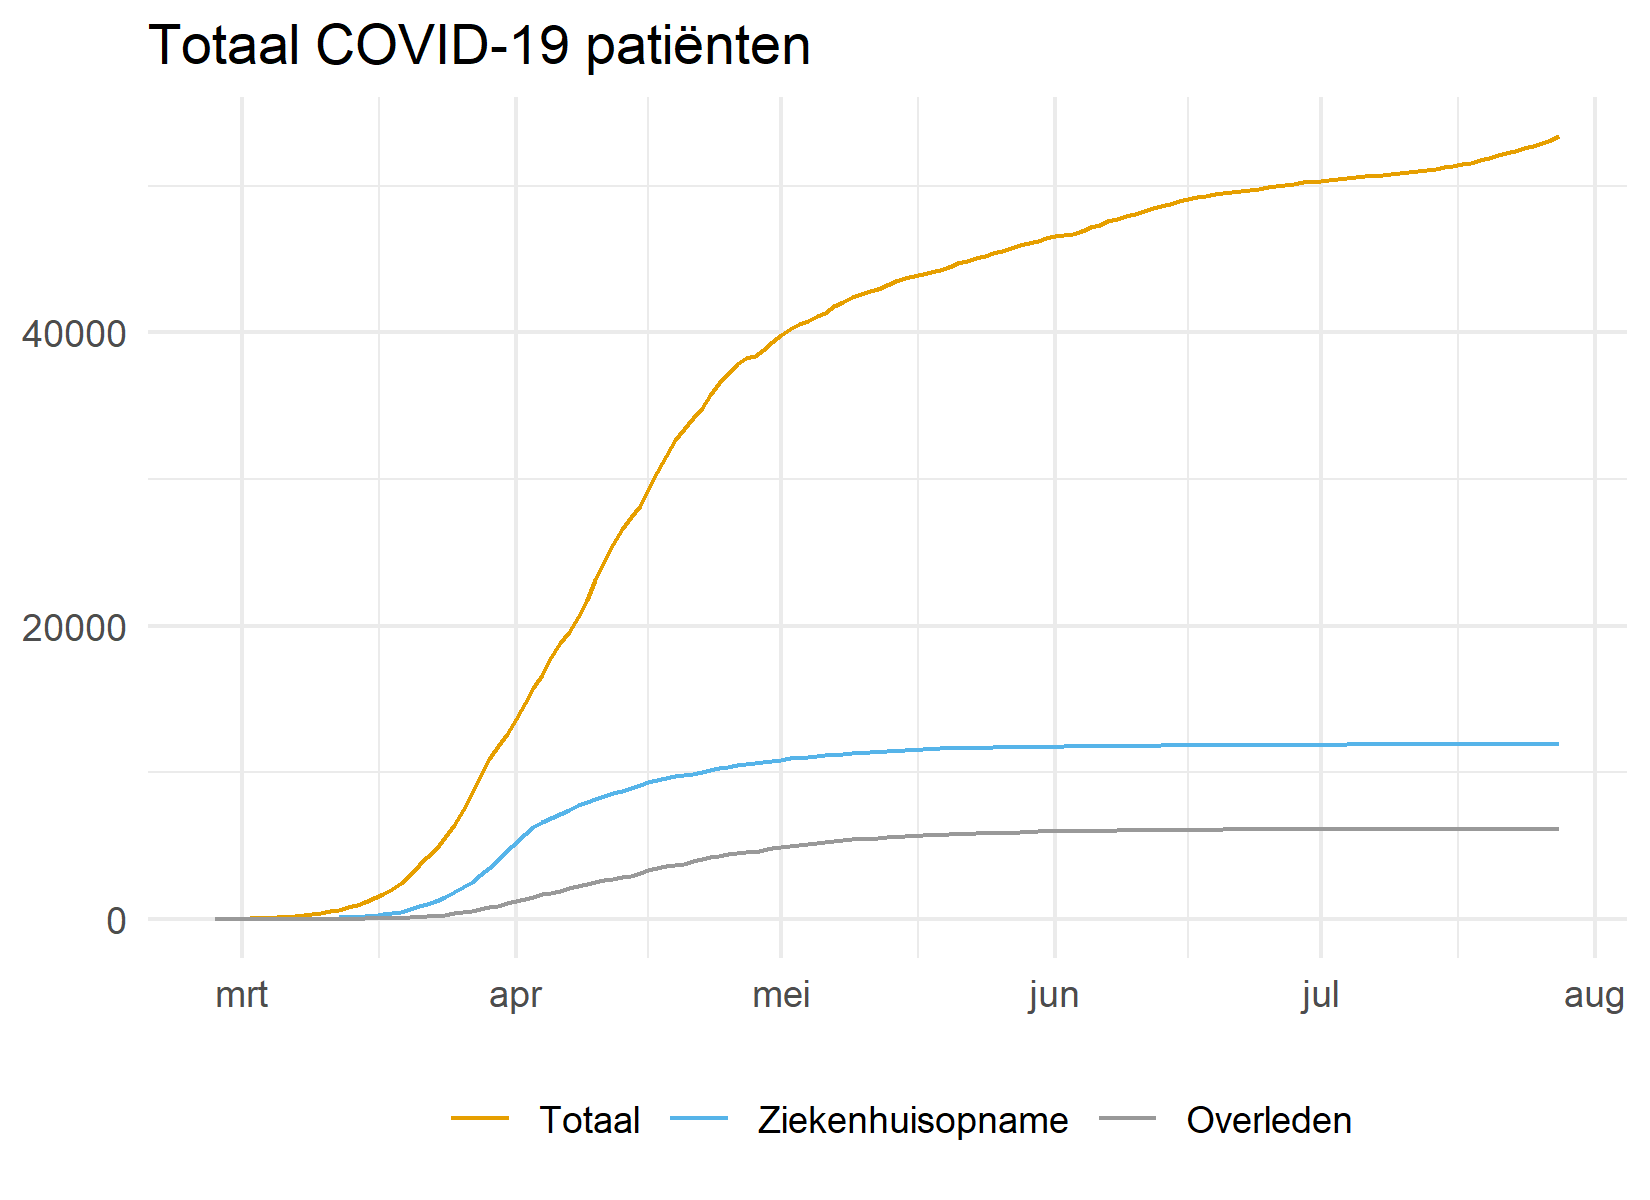 Totaal COVID-19 patiënten
40000
20000
0
mrt apr mei jun jul aug
Totaal Ziekenhuisopname Overleden